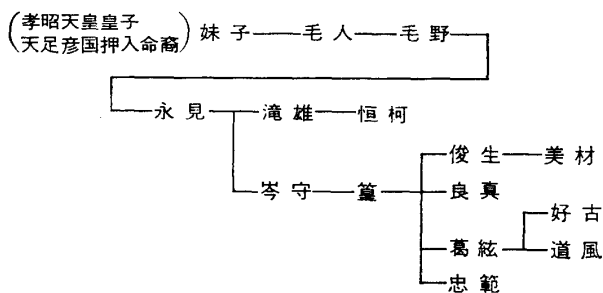 (孝昭天皇皇子
天足彦国押入命裔)
妹子 毛人 毛野
永見 滝雄 恒柯
岑守 篁
俊生 美材
良真
好古
葛絃 道風
忠範